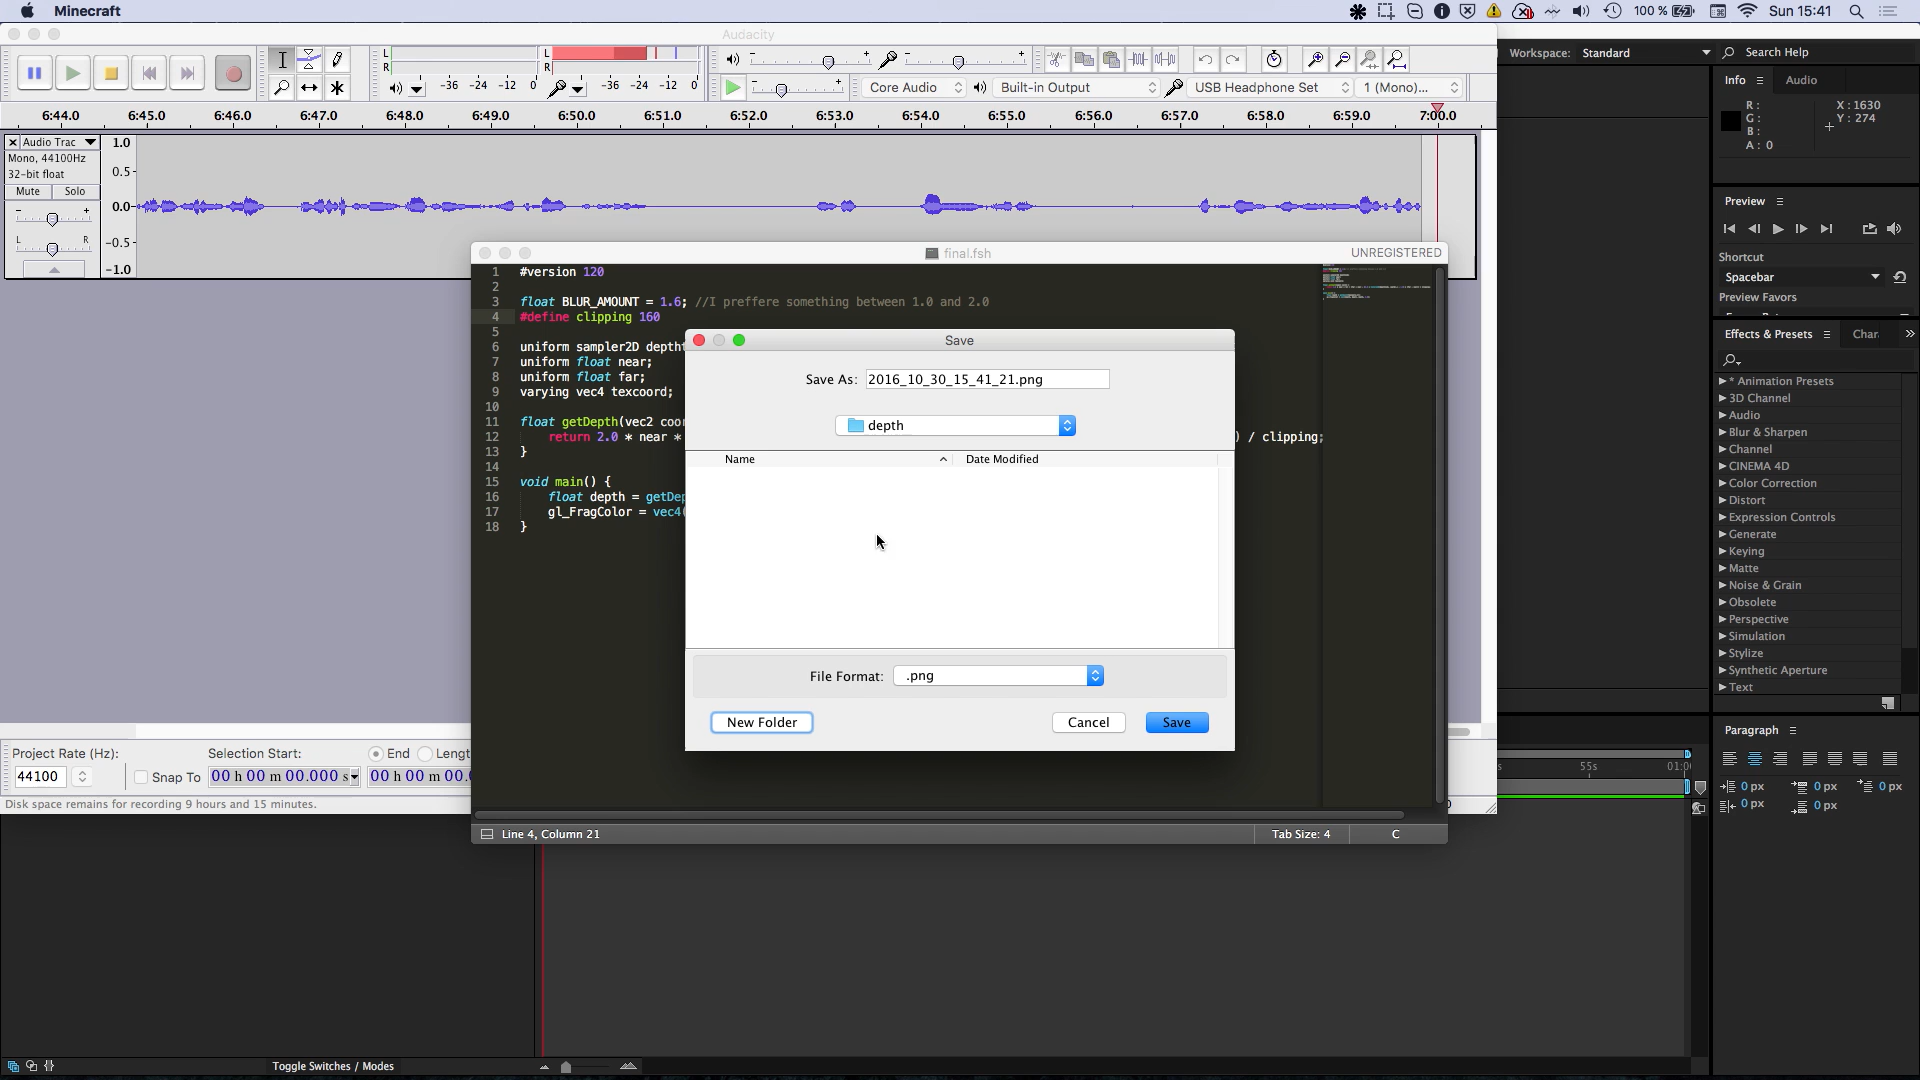 Minecraft
100 %
Sun 15:41
Audacity
Workspace: Standard
Search Help
L
R
-36 -24 -12 0
L
R
-36 -24 -12 0
Core Audio
Built-in Output
USB Headphone Set
1 (Mono)...
6:44.0 6:45.0 6:46.0 6:47.0 6:48.0 6:49.0 6:50.0 6:51.0 6:52.0 6:53.0 6:54.0 6:55.0 6:56.0 6:57.0 6:58.0 6:59.0 7:00.0
Audio Trac
Mono, 44100Hz
32-bit float
Mute Solo
- +
L R
1.0
0.5
0.0
-0.5
-1.0
Info Audio
R:
G:
B:
A: 0
X: 1630
Y: 274
Preview
Shortcut
Spacebar
Preview Favors
Effects & Presets
Char
* Animation Presets
3D Channel
Audio
Blur & Sharpen
Channel
CINEMA 4D
Color Correction
Distort
Expression Controls
Generate
Keying
Matte
Noise & Grain
Obsolete
Perspective
Simulation
Stylize
Synthetic Aperture
Text
Paragraph
0 px 0 px 0 px
0 px 0 px
final.fsh
UNREGISTERED
1 #version 120
2
3 float BLUR_AMOUNT = 1.6; //I preffere something between 1.0 and 2.0
4 #define clipping 160
5
6 uniform sampler2D deptht
7 uniform float near;
8 uniform float far;
9 varying vec4 texcoord;
10
11 float getDepth(vec2 coor
12 return 2.0 * near * ) / clipping;
13 }
14
15 void main() {
16 float depth = getDep
17 gl_FragColor = vec4(
18 }
Line 4, Column 21
Tab Size: 4
C
Save
Save As: 2016_10_30_15_41_21.png
depth
Name
Date Modified
File Format: .png
New Folder
Cancel
Save
Project Rate (Hz):
44100
Snap To
Selection Start:
00 h 00 m 00.000 s
End Lengt
00 h 00 m 00.0
Disk space remains for recording 9 hours and 15 minutes.
s 55s 01:0
Toggle Switches / Modes